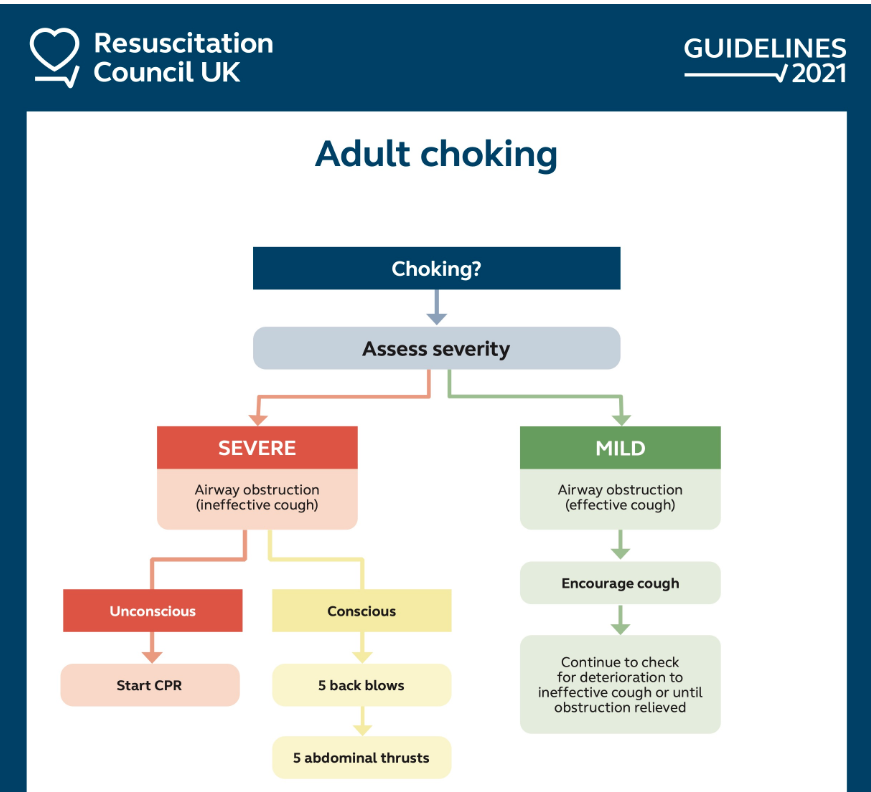 Resuscitation
Council UK
GUIDELINES
2021
Adult choking
Choking?
Assess severity
SEVERE
Airway obstruction
(ineffective cough)
MILD
Airway obstruction
(effective cough)
Unconscious
Start CPR
Conscious
5 back blows
5 abdominal thrusts
Encourage cough
Continue to check
for deterioration to
ineffective cough or until
obstruction relieved